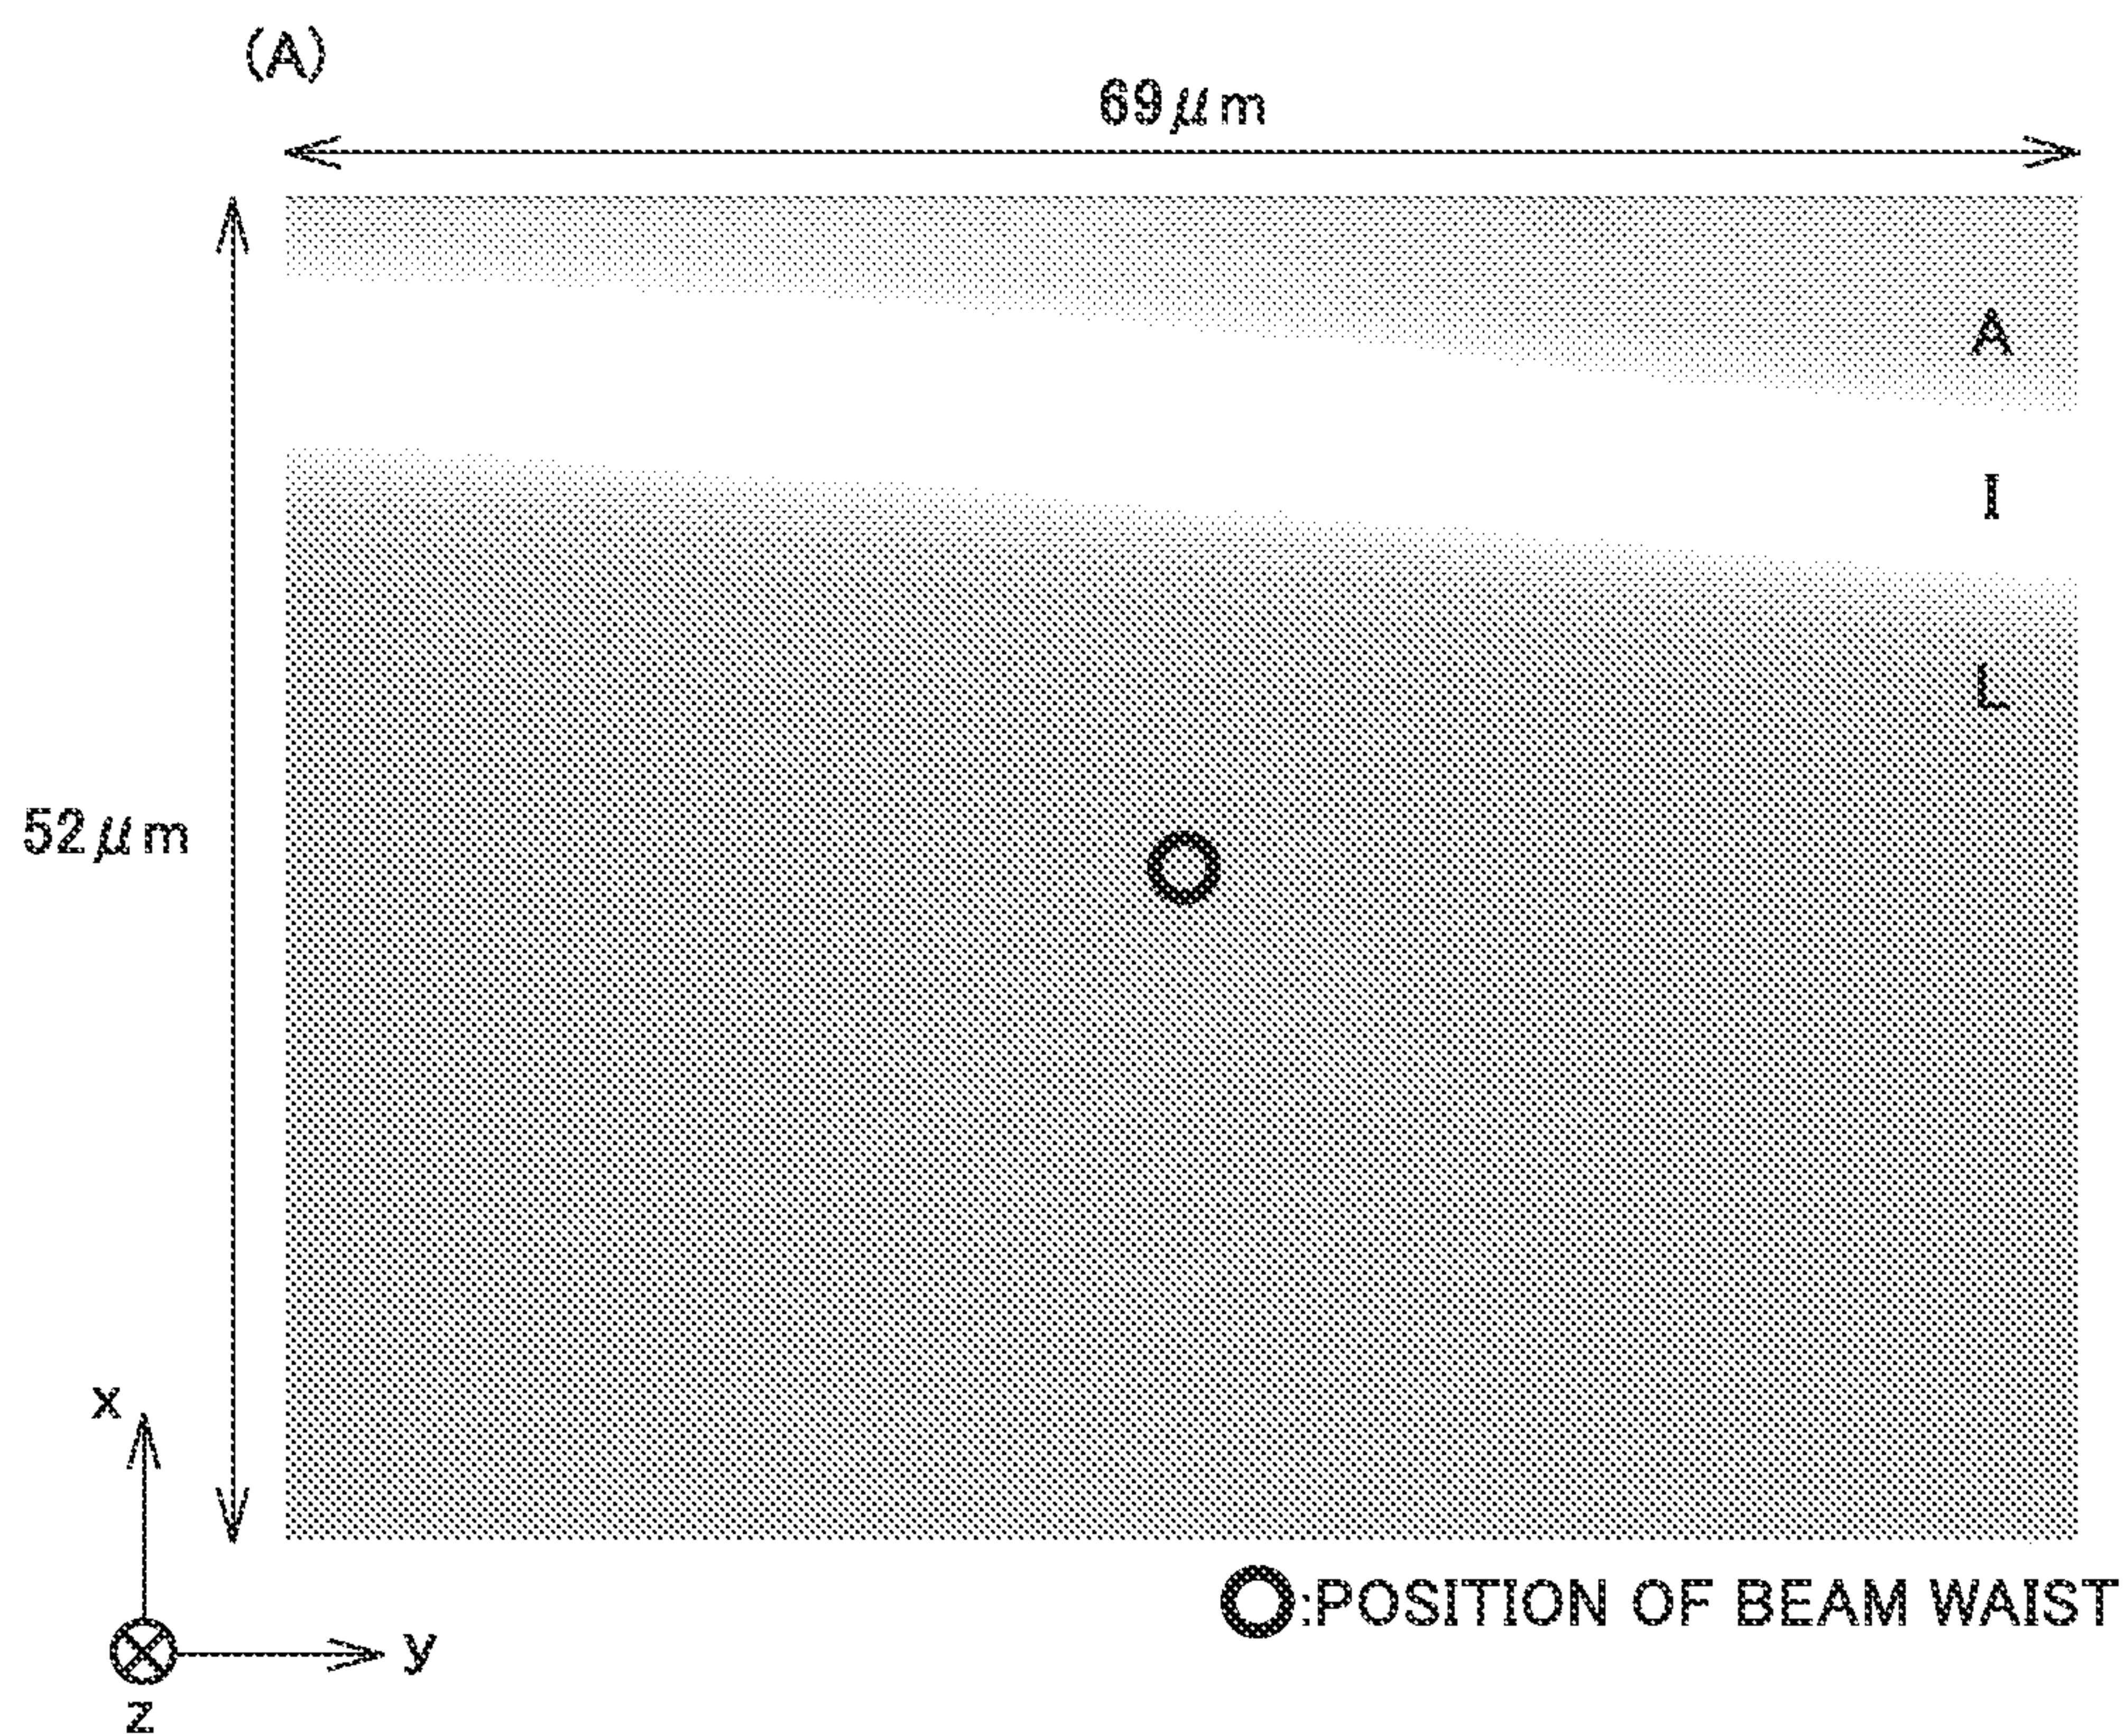 (A)
69μm
A
I
L
52μm
x
y
z
:POSITION OF BEAM WAIST